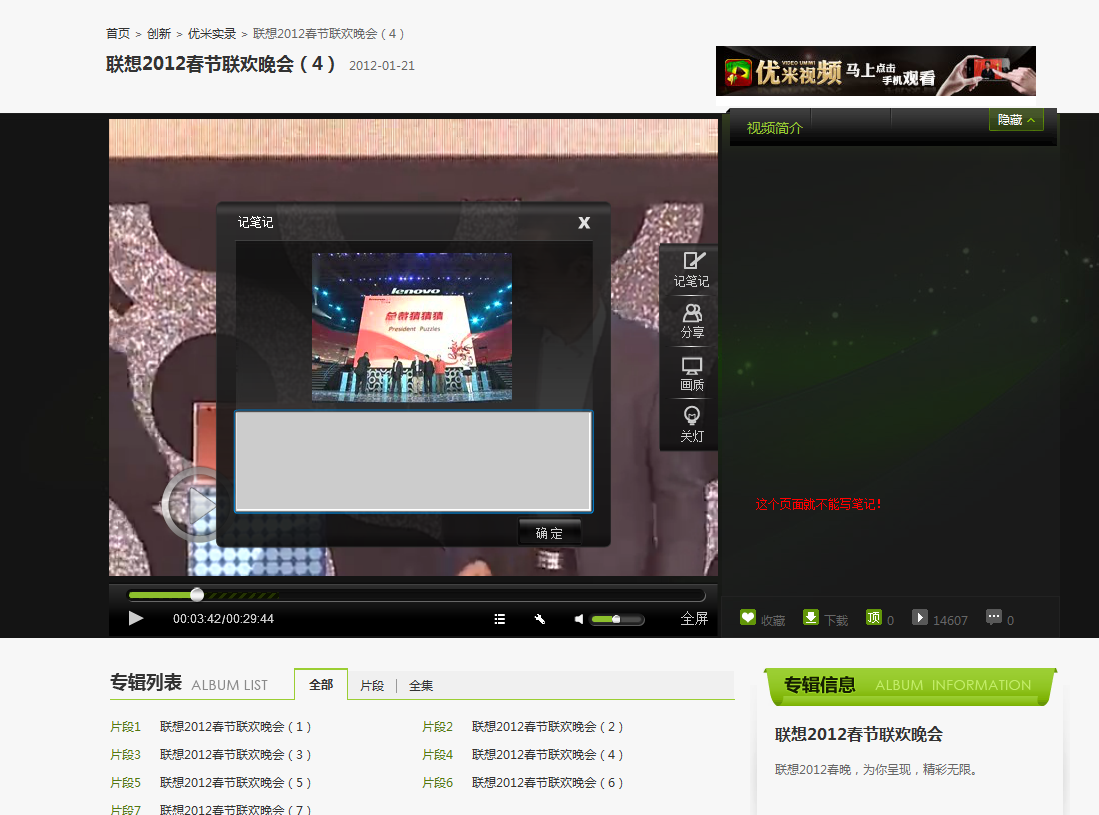 首页 > 创新 > 优米实录 > 联想2012春节联欢晚会（4）
联想2012春节联欢晚会（4） 2012-01-21
VIDEO UMIWI
优米视频 马上点击 手机观看
视频简介
隐藏
记笔记 X
lenovo
总裁猜猜猜
President Puzzles
记笔记
分享
画质
关灯
这个页面就不能写笔记！
确定
00:03:42/00:29:44
全屏
收藏 下载 顶 0 14607 0
专辑列表 ALBUM LIST 全部 片段 | 全集
专辑信息 ALBUM INFORMATION
片段1 联想2012春节联欢晚会（1）
片段2 联想2012春节联欢晚会（2）
片段3 联想2012春节联欢晚会（3）
片段4 联想2012春节联欢晚会（4）
片段5 联想2012春节联欢晚会（5）
片段6 联想2012春节联欢晚会（6）
片段7 联想2012春节联欢晚会（7）
联想2012春节联欢晚会
联想2012春晚，为你呈现，精彩无限。